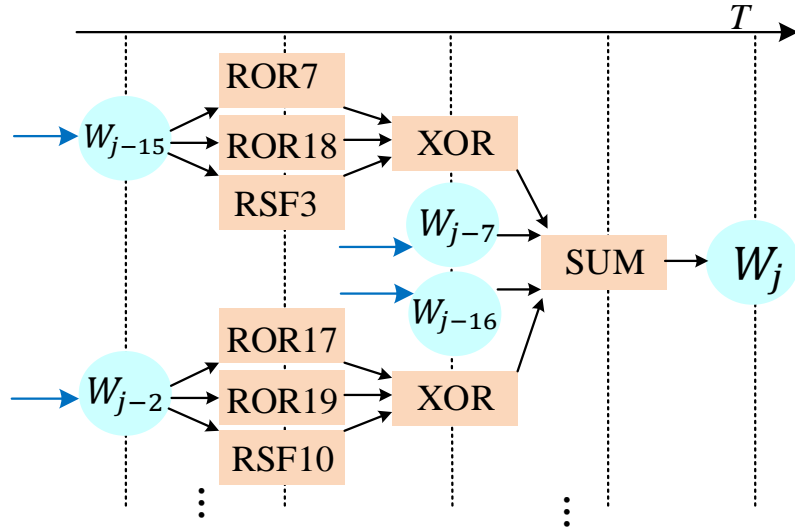 T
ROR7
W_{j-15}
ROR18
XOR
RSF3
W_{j-7}
SUM
W_j
W_{j-16}
ROR17
W_{j-2}
ROR19
XOR
RSF10
⋮
⋮